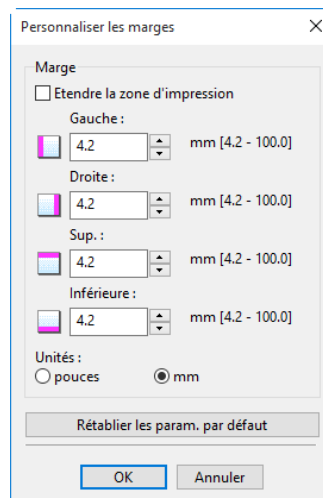 Personnaliser les marges
Marge
Etendre la zone d'impression
Gauche :
4.2 mm [4.2 - 100.0]
Droite :
4.2 mm [4.2 - 100.0]
Sup. :
4.2 mm [4.2 - 100.0]
Inférieure :
4.2 mm [4.2 - 100.0]
Unités :
pouces mm
Rétablir les param. par défaut
OK Annuler